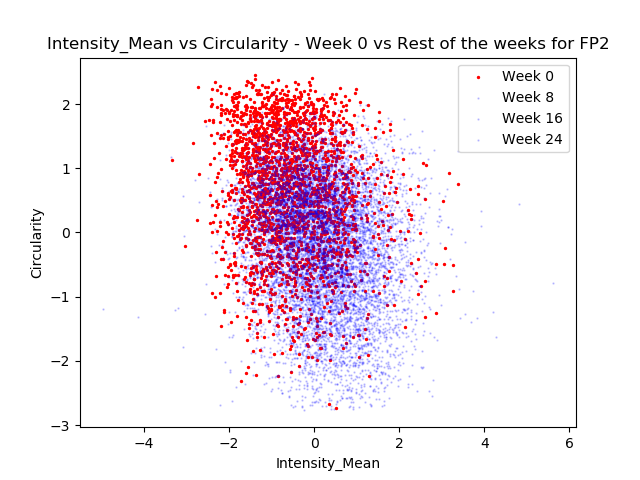 Intensity_Mean vs Circularity - Week 0 vs Rest of the weeks for FP2
Week 0
Week 8
Week 16
Week 24
Circularity
2
1
0
−1
−2
−3
−4
−2
0
2
4
6
Intensity_Mean